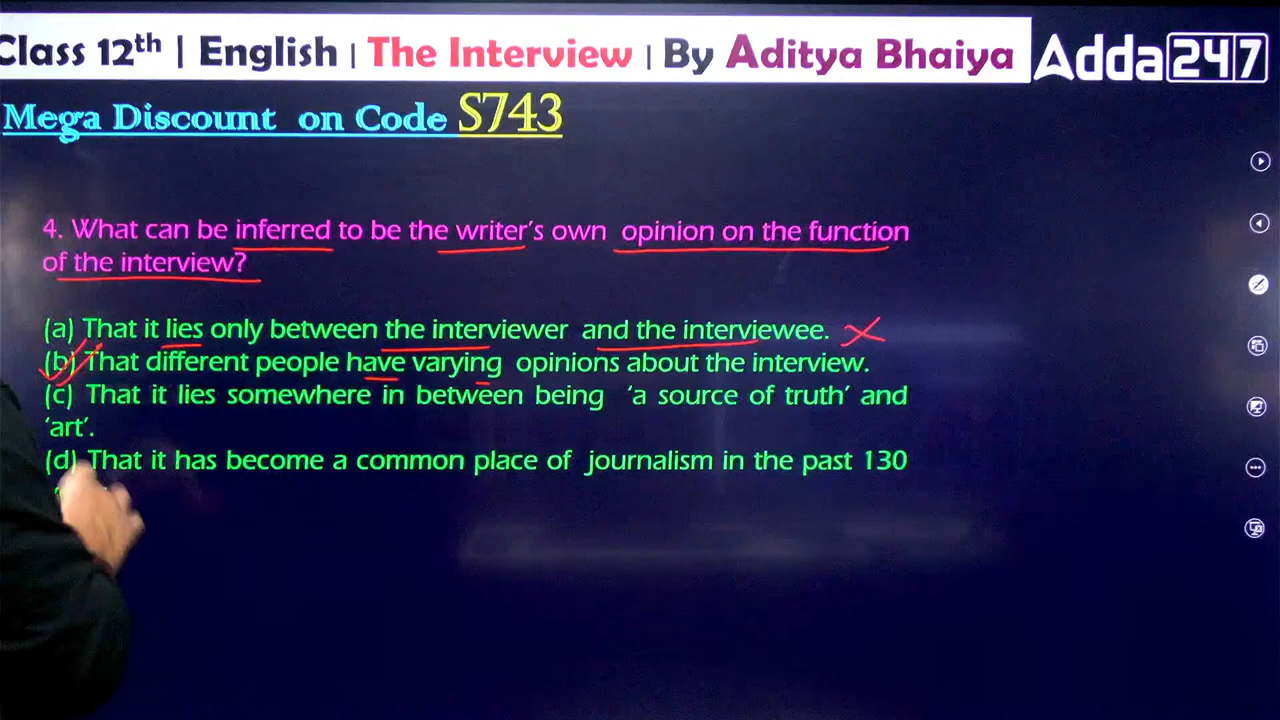 Class 12th | English | The Interview | By Aditya Bhaiya
Adda247
Mega Discount on Code S743
4. What can be inferred to be the writer's own opinion on the function
of the interview?
(a) That it lies only between the interviewer and the interviewee.
(b) That different people have varying opinions about the interview.
(c) That it lies somewhere in between being 'a source of truth' and
'art'.
(d) That it has become a common place of journalism in the past 130